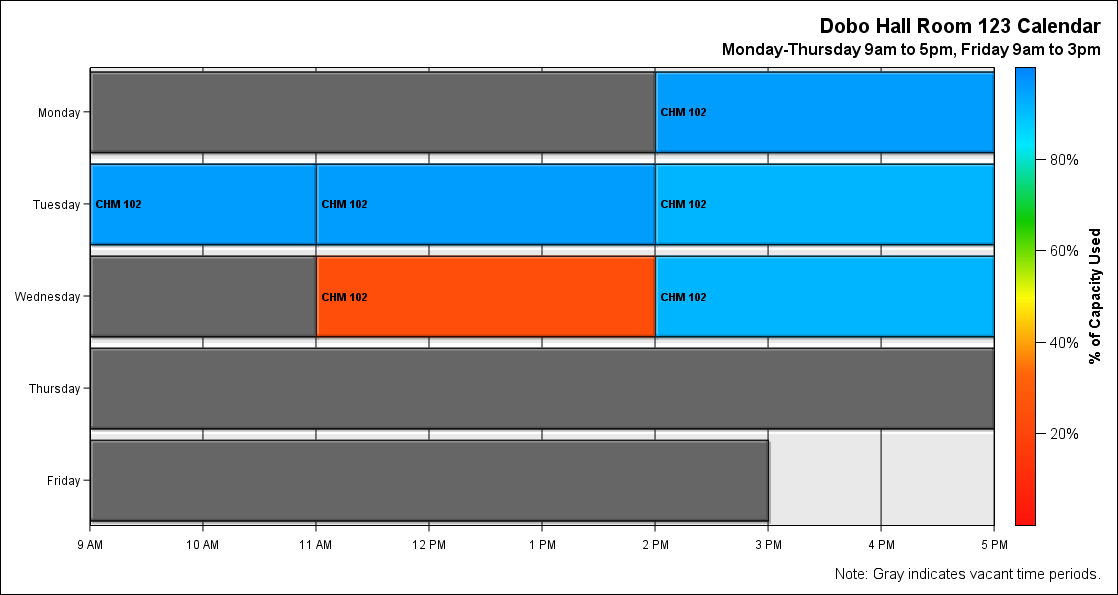 Dobo Hall Room 123 Calendar
Monday-Thursday 9am to 5pm, Friday 9am to 3pm
Monday
CHM 102
Tuesday
CHM 102
CHM 102
CHM 102
Wednesday
CHM 102
CHM 102
Thursday
Friday
9 AM
10 AM
11 AM
12 PM
1 PM
2 PM
3 PM
4 PM
5 PM
80%
60%
40%
20%
% of Capacity Used
Note: Gray indicates vacant time periods.